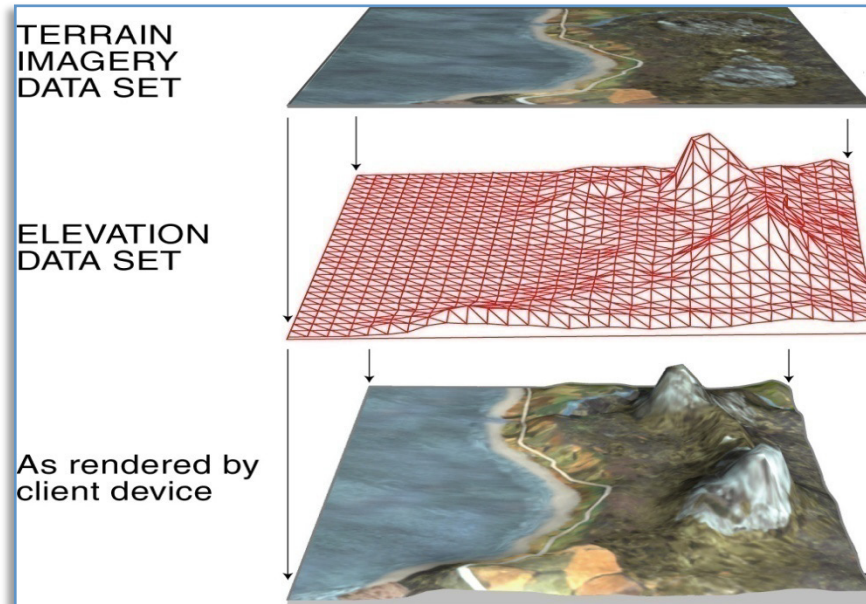 TERRAIN
IMAGERY
DATA SET
ELEVATION
DATA SET
As rendered by
client device